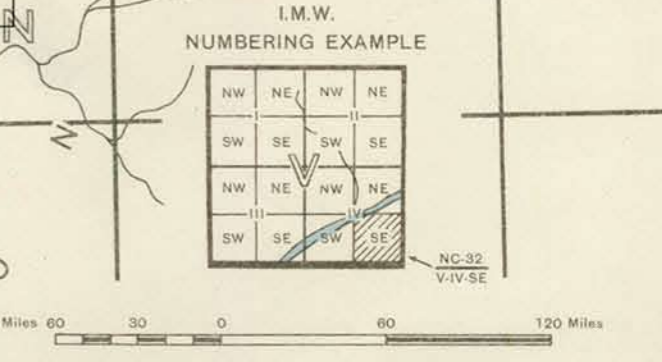 N
I.M.W.
NUMBERING EXAMPLE
NW NE NW NE
I II
SW SE SW SE
V
NW NE NW NE
III IV
SW SE SW SE
NC-32
V-IV-SE
Miles 60 30 0 60 120 Miles